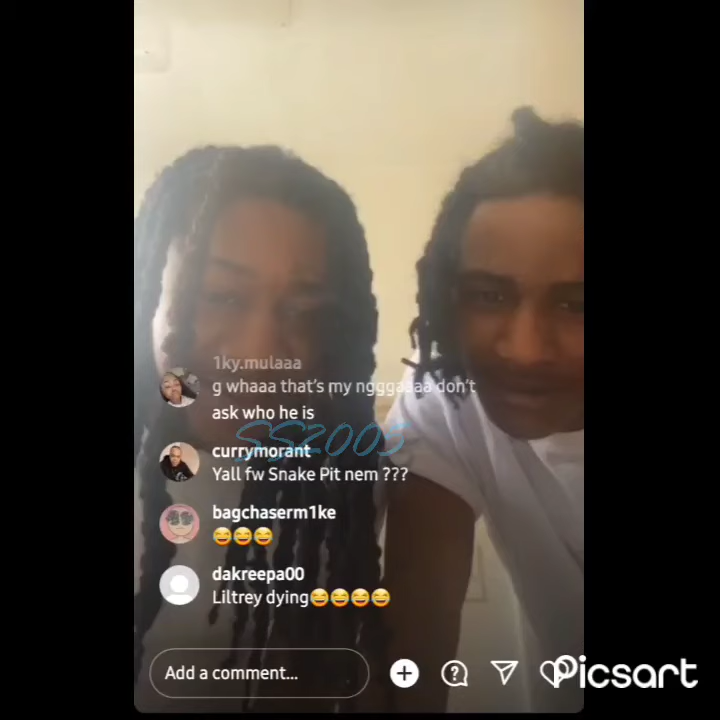 1ky.mulaaa
g whaaa that's my ngggaaaa don't
ask who he is
SS2005
currymorant
Yall fw Snake Pit nem ???
bagchaserm1ke
😂😂😂
dakreepa00
Liltrey dying😂😂😂😂
Add a comment...
Picsart